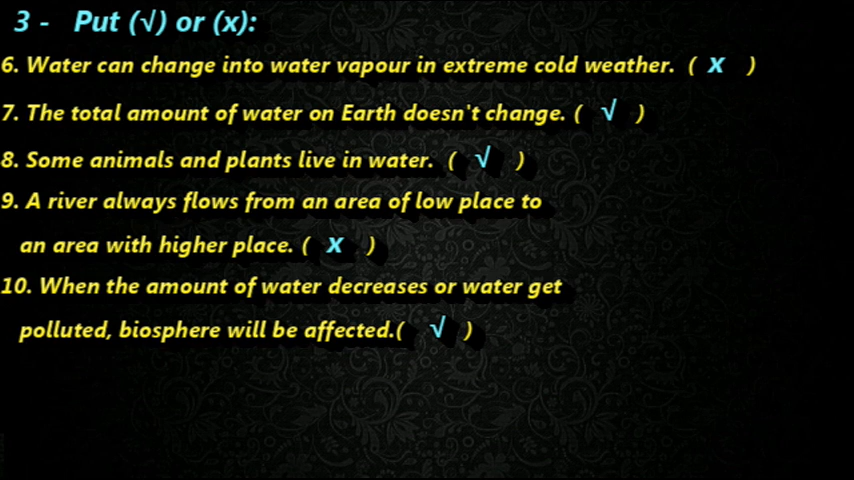 3 - Put (√) or (x):
6. Water can change into water vapour in extreme cold weather. ( x )
7. The total amount of water on Earth doesn't change. ( √ )
8. Some animals and plants live in water. ( √ )
9. A river always flows from an area of low place to
an area with higher place. ( x )
10. When the amount of water decreases or water get
polluted, biosphere will be affected.( √ )